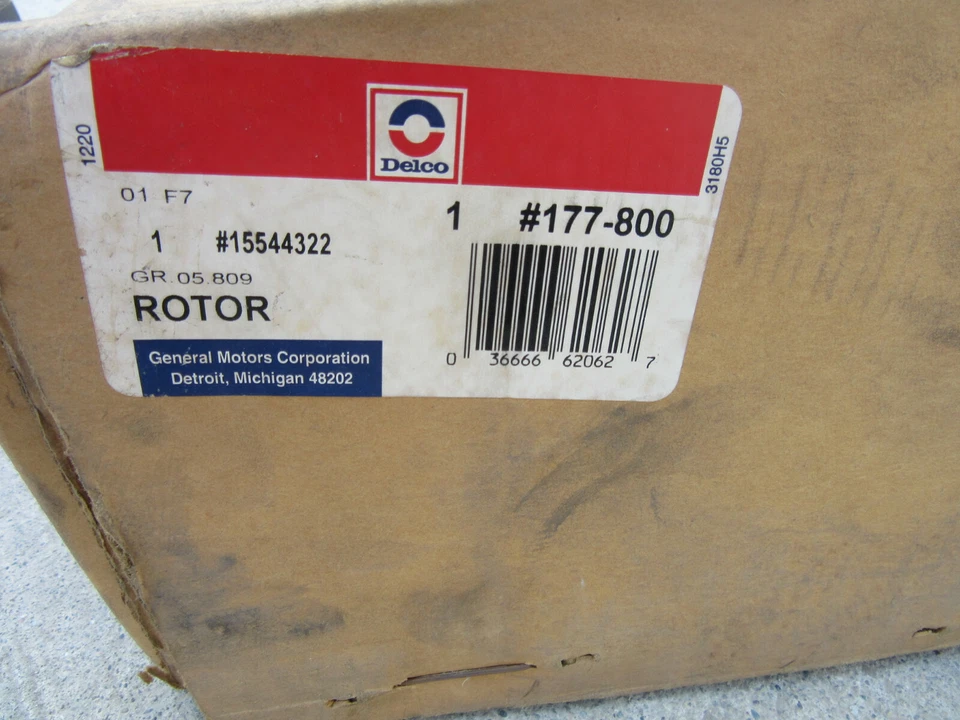 1220
Delco
3180H5
01 F7
1 #177-800
1 #15544322
GR.05.809
ROTOR
General Motors Corporation
Detroit, Michigan 48202
0 36666 62062 7